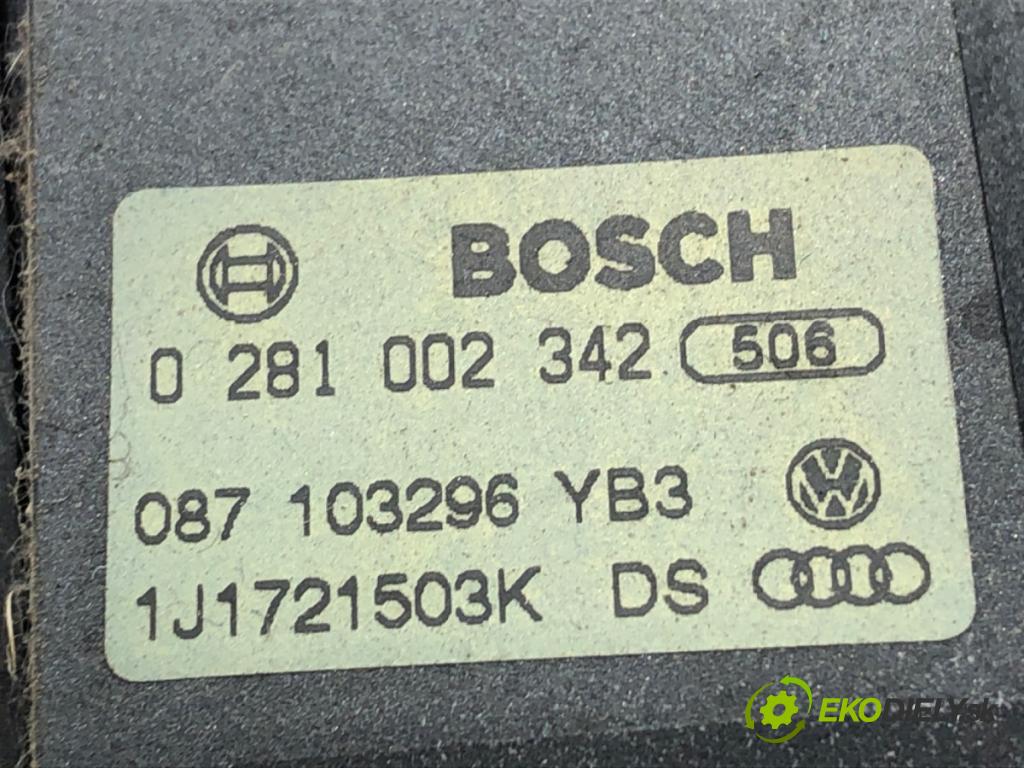 BOSCH
0 281 002 342 506
087 103296 YB3
1J1721503K DS
EKODIELY.sk